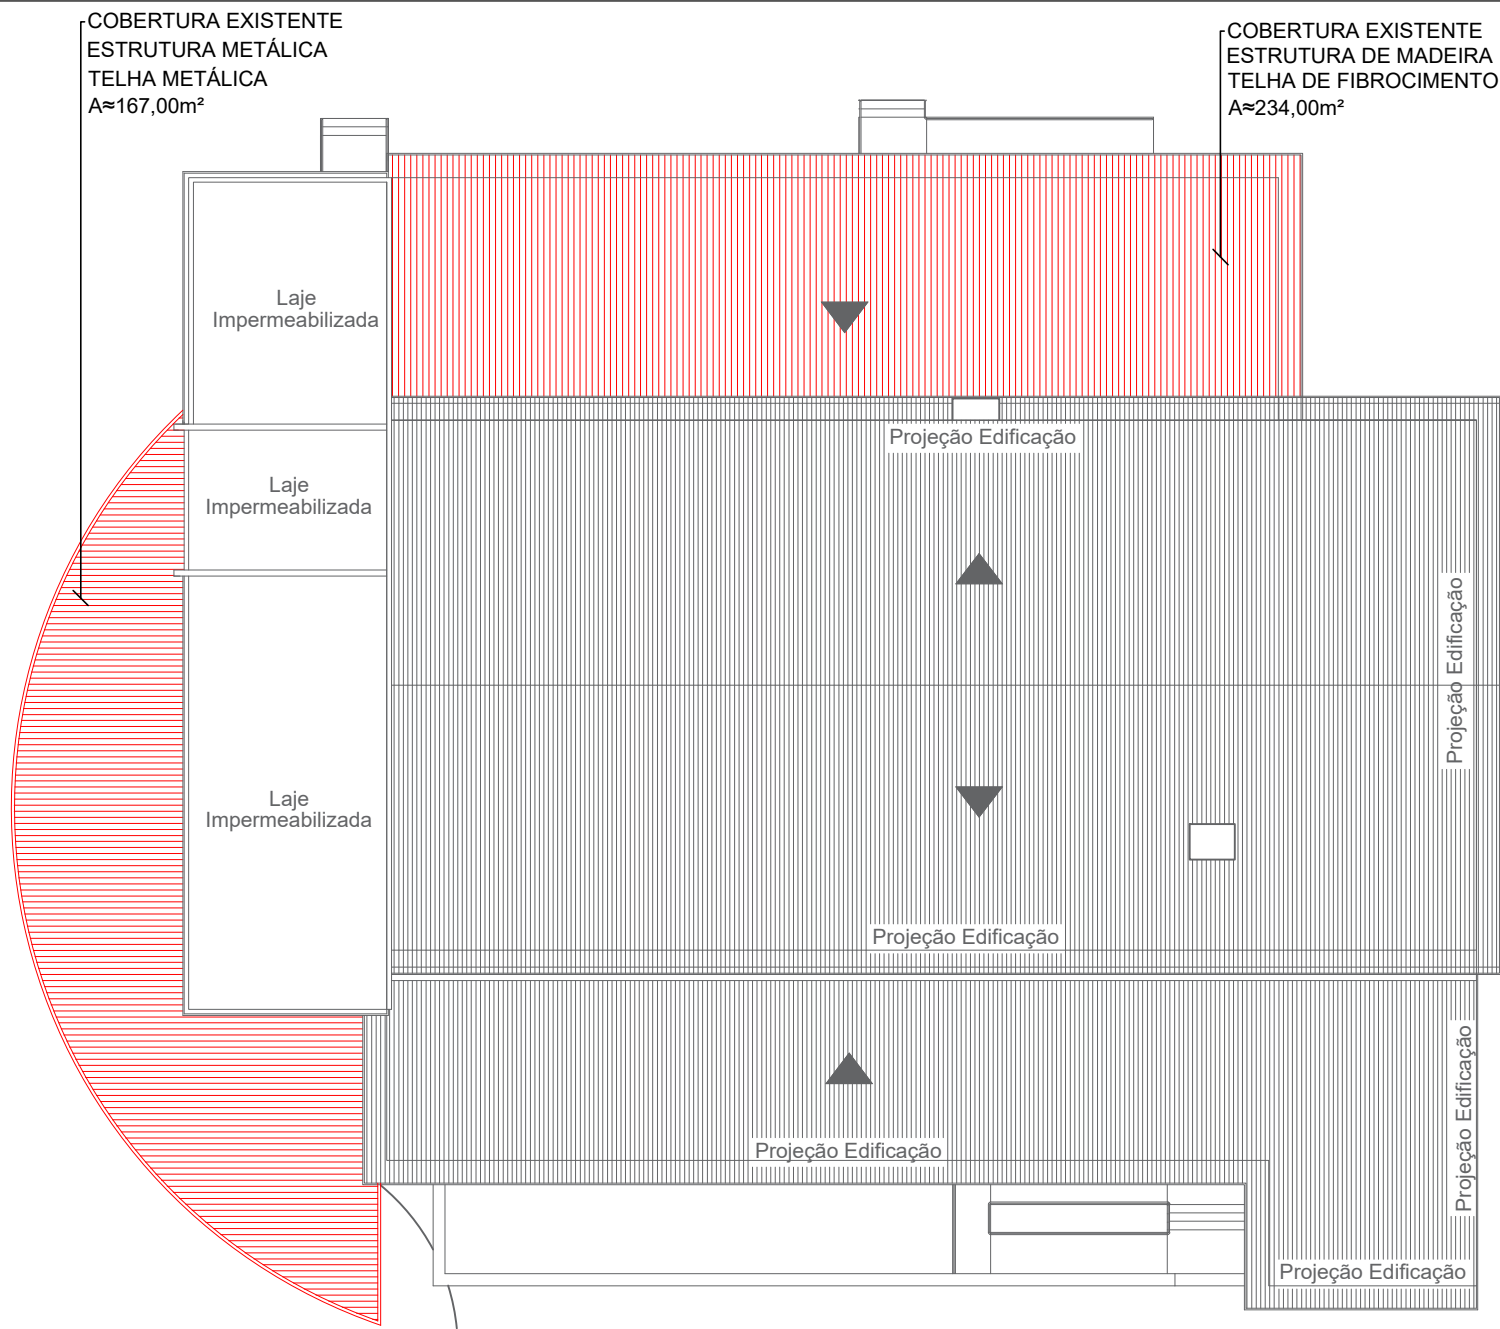 COBERTURA EXISTENTE
ESTRUTURA METÁLICA
TELHA METÁLICA
A≈167,00m²
COBERTURA EXISTENTE
ESTRUTURA DE MADEIRA
TELHA DE FIBROCIMENTO
A≈234,00m²
Laje
Impermeabilizada
Projeção Edificação
Laje
Impermeabilizada
Projeção Edificação
Laje
Impermeabilizada
Projeção Edificação
Projeção Edificação
Projeção Edificação
Projeção Edificação